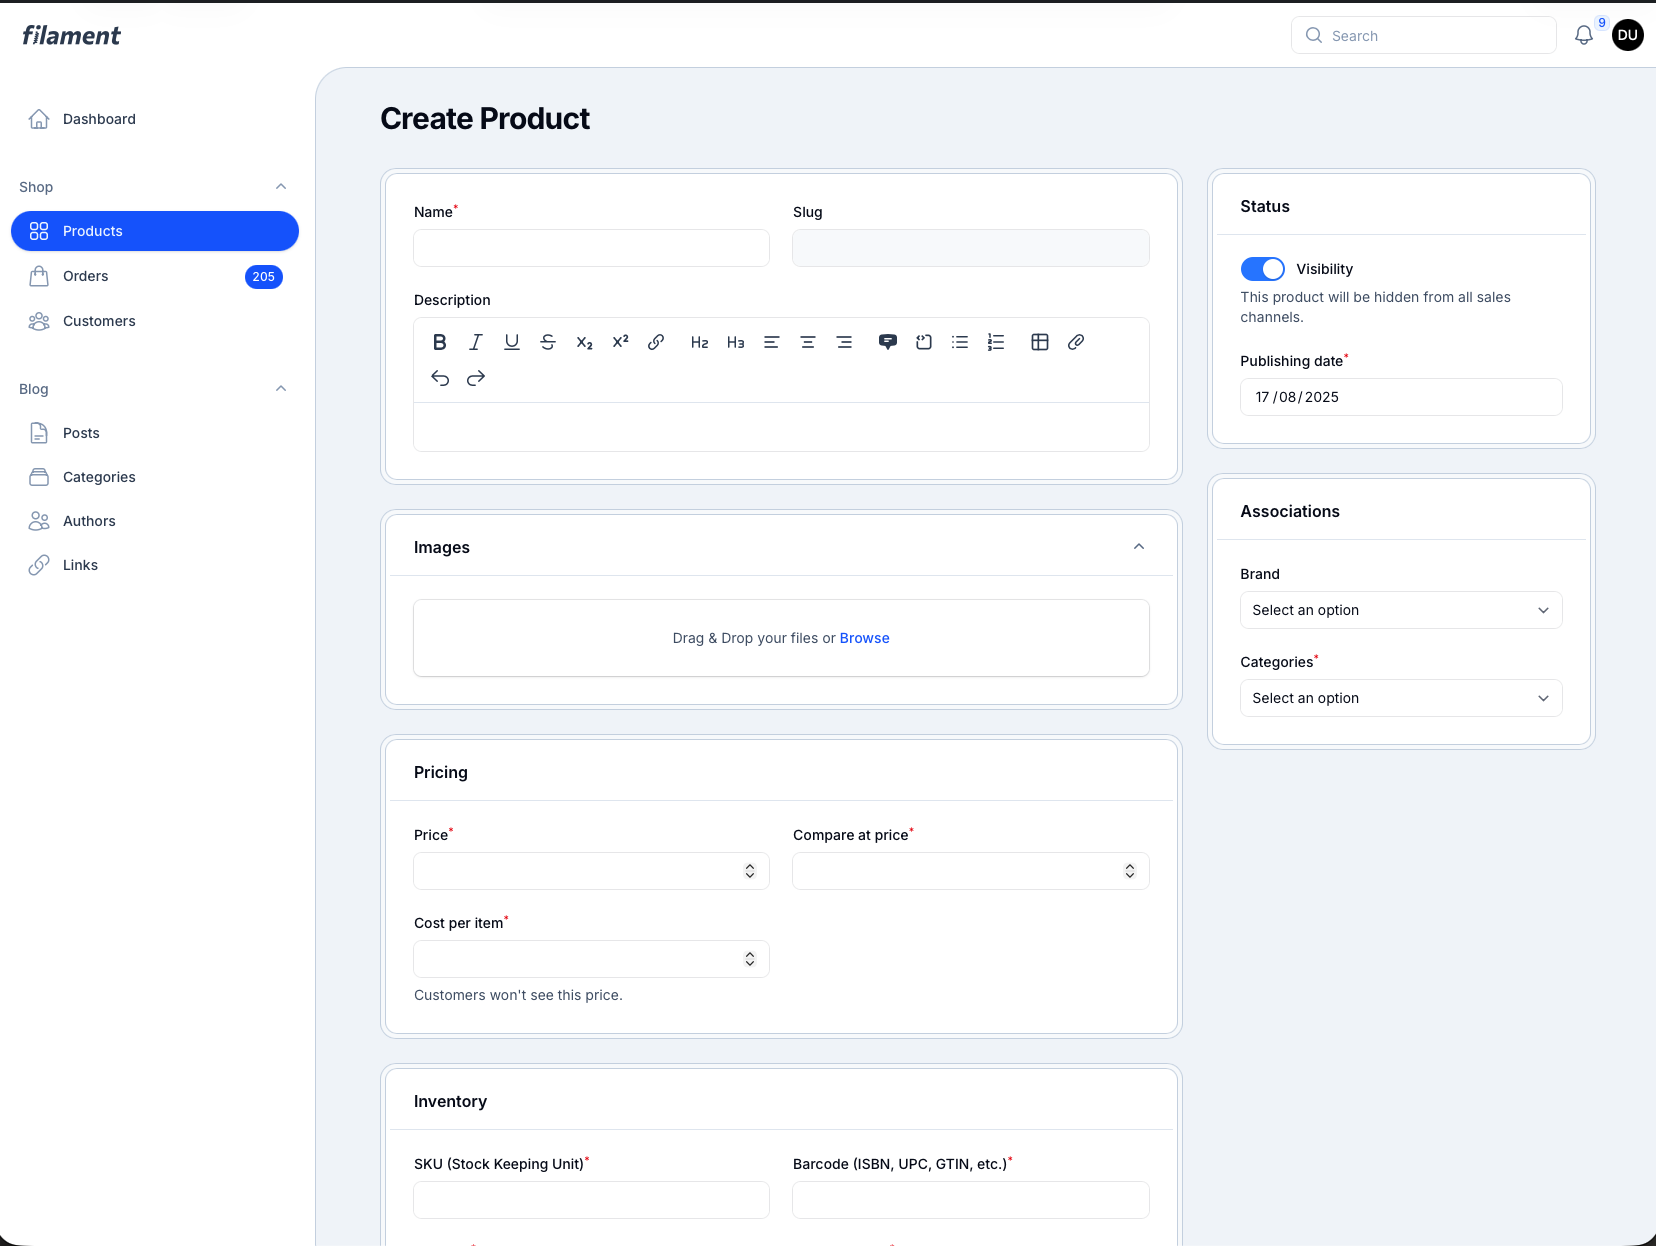 filament
Search
9
DU
Dashboard
Shop
Products
Orders
205
Customers
Blog
Posts
Categories
Authors
Links
Create Product
Name*
Slug
Description
B I U S X₂ X² H2 H3
Images
Drag & Drop your files or Browse
Pricing
Price*
Compare at price*
Cost per item*
Customers won't see this price.
Inventory
SKU (Stock Keeping Unit)*
Barcode (ISBN, UPC, GTIN, etc.)*
Status
Visibility
This product will be hidden from all sales
channels.
Publishing date*
17/08/2025
Associations
Brand
Select an option
Categories*
Select an option